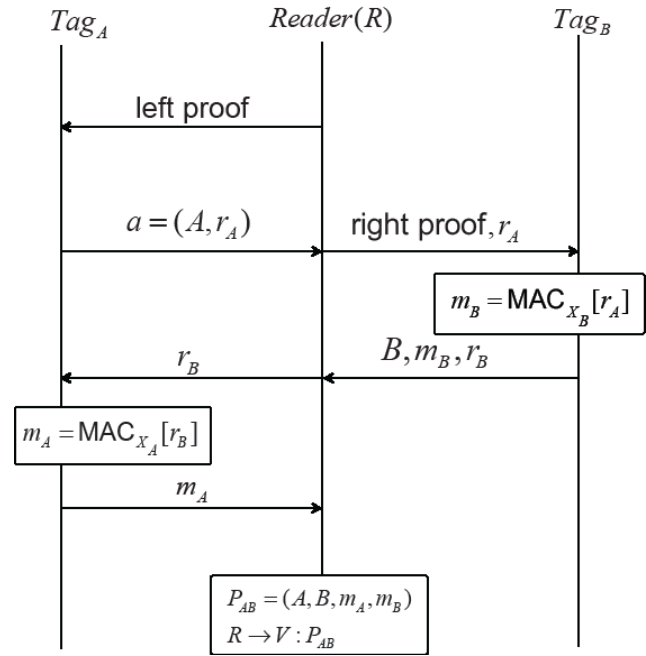 Tag_A Reader(R) Tag_B
left proof
a = (A, r_A) right proof, r_A
m_B = MAC_{X_B}[r_A]
r_B B, m_B, r_B
m_A = MAC_{X_A}[r_B]
m_A
P_{AB} = (A, B, m_A, m_B)
R → V : P_{AB}